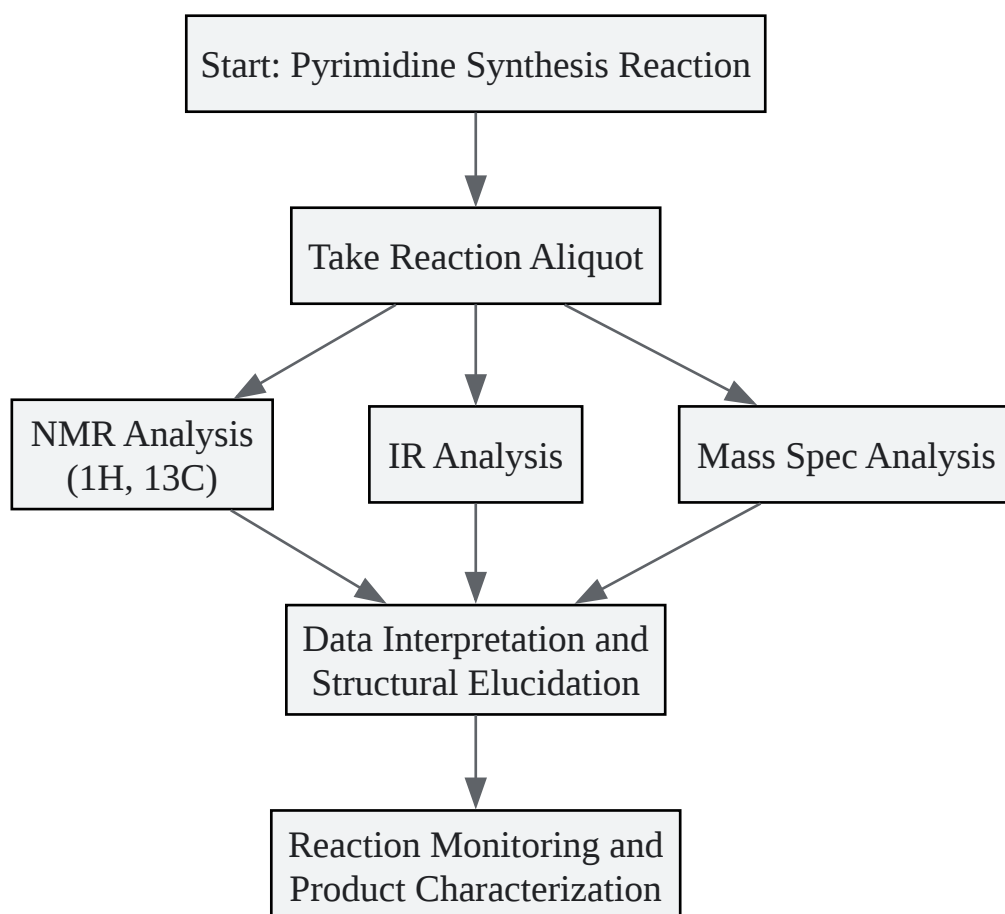 Start: Pyrimidine Synthesis Reaction
Take Reaction Aliquot
NMR Analysis
(1H, 13C)
IR Analysis
Mass Spec Analysis
Data Interpretation and
Structural Elucidation
Reaction Monitoring and
Product Characterization